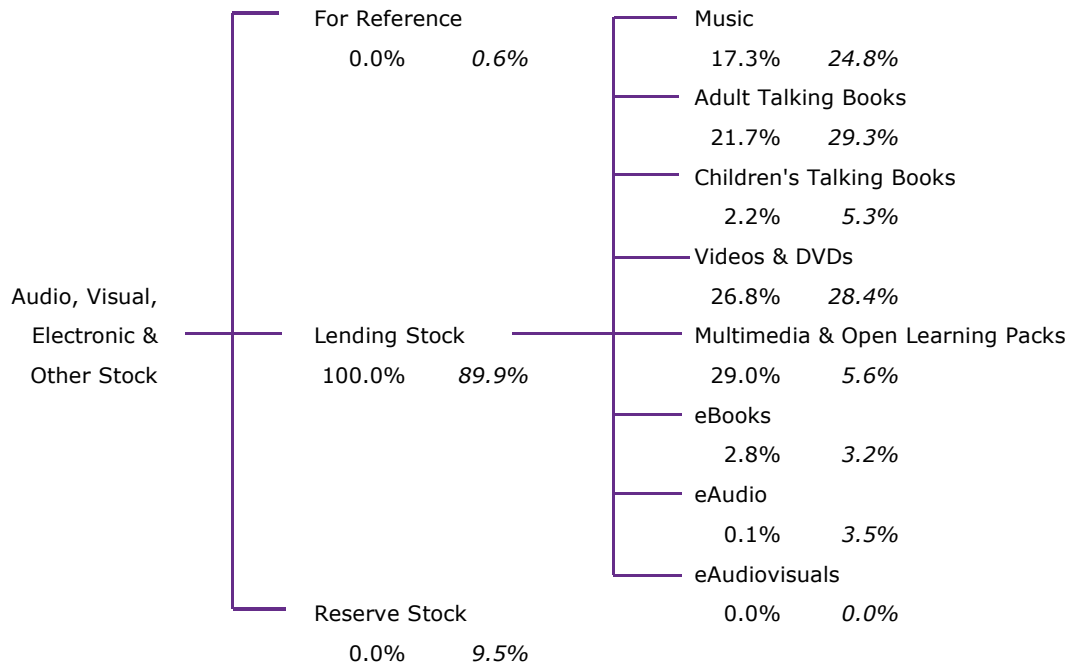 For Reference
0.0% 0.6%
Music
17.3% 24.8%
Adult Talking Books
21.7% 29.3%
Children's Talking Books
2.2% 5.3%
Videos & DVDs
26.8% 28.4%
Audio, Visual,
Electronic &
Other Stock
Lending Stock
100.0% 89.9%
Multimedia & Open Learning Packs
29.0% 5.6%
eBooks
2.8% 3.2%
eAudio
0.1% 3.5%
eAudiovisuals
0.0% 0.0%
Reserve Stock
0.0% 9.5%